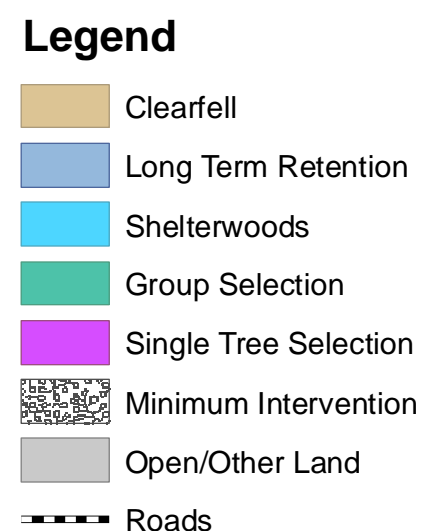 Legend
Clearfell
Long Term Retention
Shelterwoods
Group Selection
Single Tree Selection
Minimum Intervention
Open/Other Land
Roads